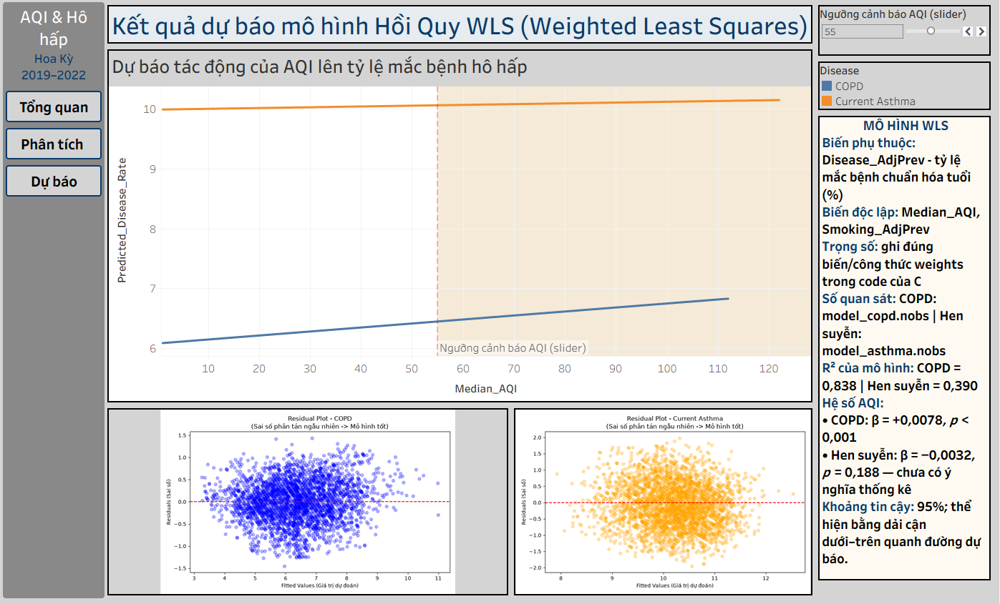 AQI & Hô
hấp
Hoa Kỳ
2019–2022
Tổng quan
Phân tích
Dự báo
Kết quả dự báo mô hình Hồi Quy WLS (Weighted Least Squares)
Dự báo tác động của AQI lên tỷ lệ mắc bệnh hô hấp
Predicted_Disease_Rate
10
9
8
7
6
Ngưỡng cảnh báo AQI (slider)
10 20 30 40 50 60 70 80 90 100 110 120
Median_AQI
Residual Plot - COPD
(Sai số phân tán ngẫu nhiên -> Mô hình tốt)
Residuals (Sai số)
1.5
1.0
0.5
0.0
−0.5
−1.0
−1.5
3 4 5 6 7 8 9 10 11
Fitted Values (Giá trị dự đoán)
Residual Plot - Current Asthma
(Sai số phân tán ngẫu nhiên -> Mô hình tốt)
Residuals (Sai số)
2.0
1.5
1.0
0.5
0.0
−0.5
−1.0
−1.5
−2.0
8 9 10 11 12
Fitted Values (Giá trị dự đoán)
Ngưỡng cảnh báo AQI (slider)
55
Disease
COPD
Current Asthma
MÔ HÌNH WLS
Biến phụ thuộc:
Disease_AdjPrev - tỷ lệ
mắc bệnh chuẩn hóa tuổi
(%)
Biến độc lập: Median_AQI,
Smoking_AdjPrev
Trọng số: ghi đúng
biến/công thức weights
trong code của C
Số quan sát: COPD:
model_copd.nobs | Hen
suyễn:
model_asthma.nobs
R² của mô hình: COPD =
0,838 | Hen suyễn = 0,390
Hệ số AQI:
• COPD: β = +0,0078, p <
0,001
• Hen suyễn: β = −0,0032,
p = 0,188 — chưa có ý
nghĩa thống kê
Khoảng tin cậy: 95%; thể
hiện bằng dải cận
dưới–trên quanh đường dự
báo.